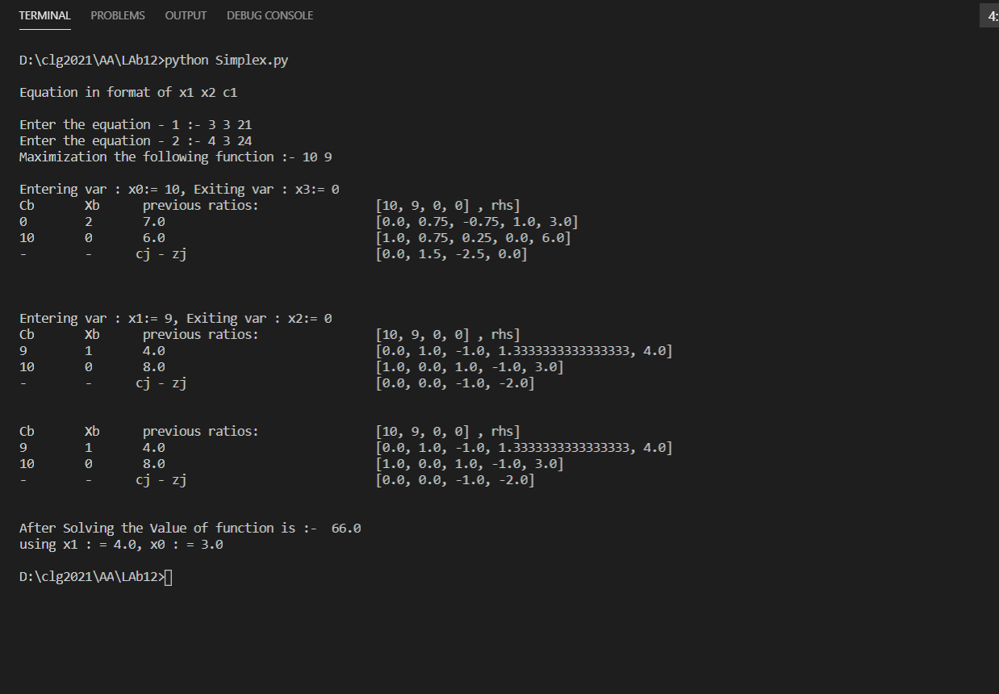 TERMINAL PROBLEMS OUTPUT DEBUG CONSOLE 4:
D:\clg2021\AA\LAb12>python Simplex.py
Equation in format of x1 x2 c1
Enter the equation - 1 :- 3 3 21
Enter the equation - 2 :- 4 3 24
Maximization the following function :- 10 9
Entering var : x0:= 10, Exiting var : x3:= 0
Cb Xb previous ratios: [10, 9, 0, 0] , rhs]
0 2 7.0 [0.0, 0.75, -0.75, 1.0, 3.0]
10 0 6.0 [1.0, 0.75, 0.25, 0.0, 6.0]
- - cj - zj [0.0, 1.5, -2.5, 0.0]
Entering var : x1:= 9, Exiting var : x2:= 0
Cb Xb previous ratios: [10, 9, 0, 0] , rhs]
9 1 4.0 [0.0, 1.0, -1.0, 1.3333333333333333, 4.0]
10 0 8.0 [1.0, 0.0, 1.0, -1.0, 3.0]
- - cj - zj [0.0, 0.0, -1.0, -2.0]
Cb Xb previous ratios: [10, 9, 0, 0] , rhs]
9 1 4.0 [0.0, 1.0, -1.0, 1.3333333333333333, 4.0]
10 0 8.0 [1.0, 0.0, 1.0, -1.0, 3.0]
- - cj - zj [0.0, 0.0, -1.0, -2.0]
After Solving the Value of function is :- 66.0
using x1 : = 4.0, x0 : = 3.0
D:\clg2021\AA\LAb12>